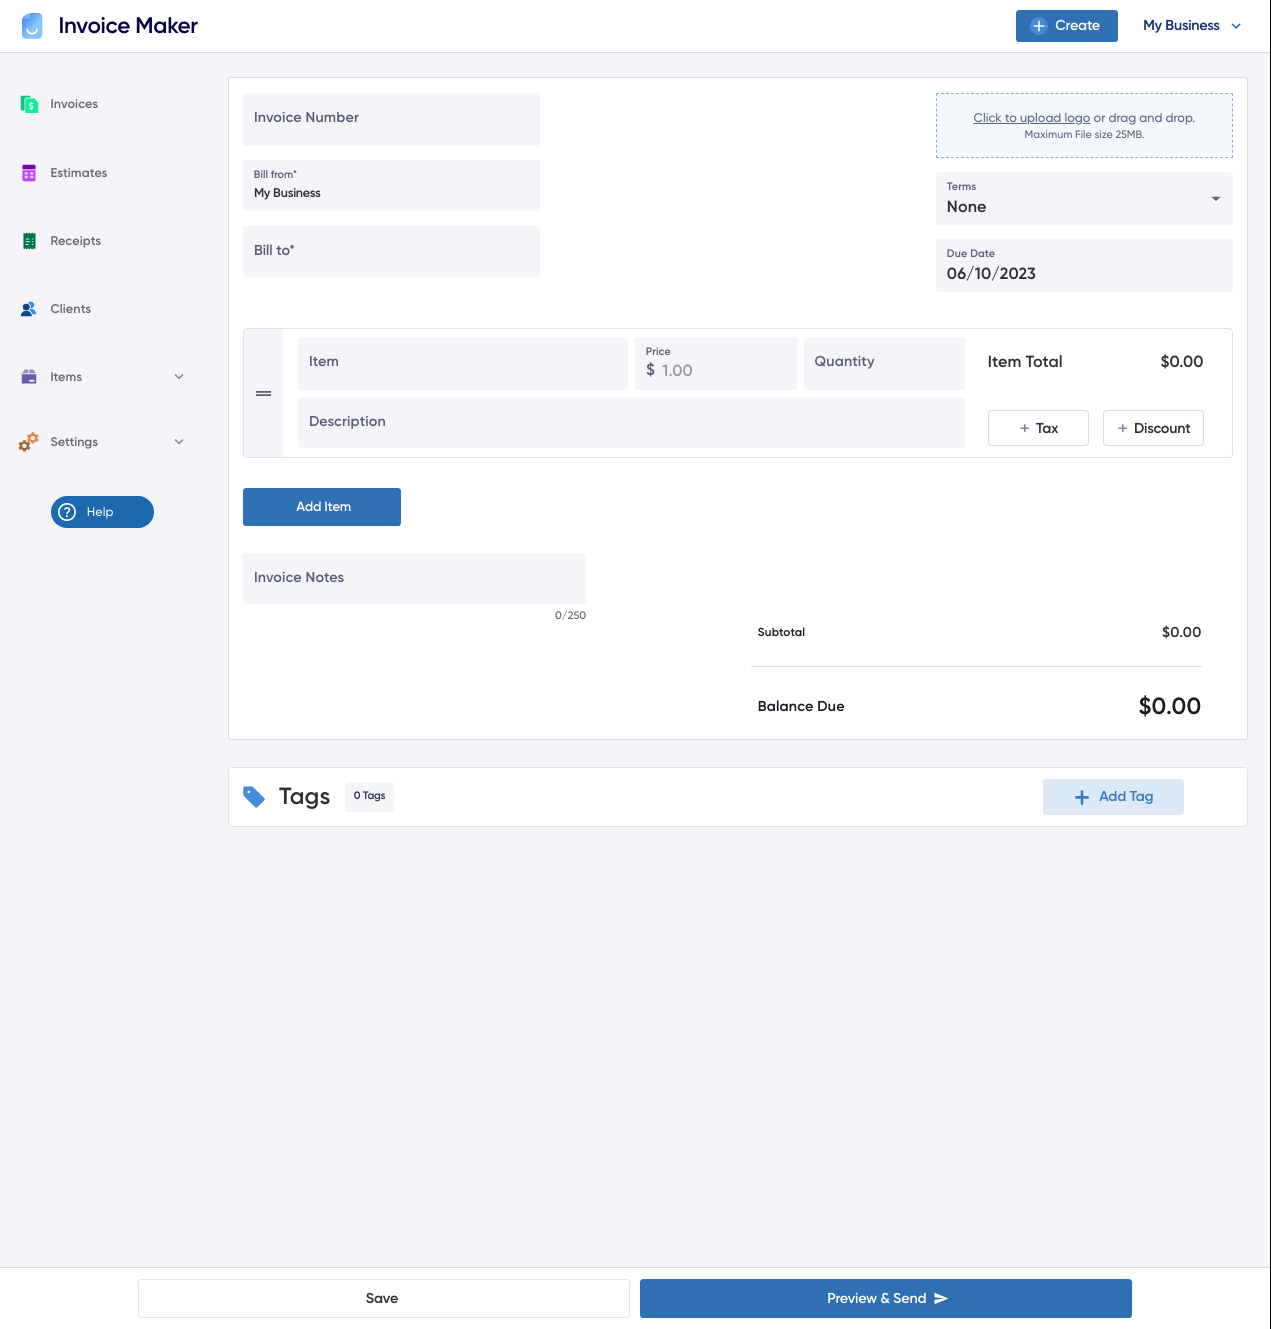 Invoice Maker
Create
My Business
Invoices
Estimates
Receipts
Clients
Items
Settings
Help
Invoice Number
Bill from*
My Business
Bill to*
Click to upload logo or drag and drop.
Maximum File size 25MB.
Terms
None
Due Date
06/10/2023
Item
Price
$ 1.00
Quantity
Item Total $0.00
Description
+ Tax
+ Discount
Add Item
Invoice Notes
0/250
Subtotal $0.00
Balance Due $0.00
Tags
0 Tags
Add Tag
Save
Preview & Send